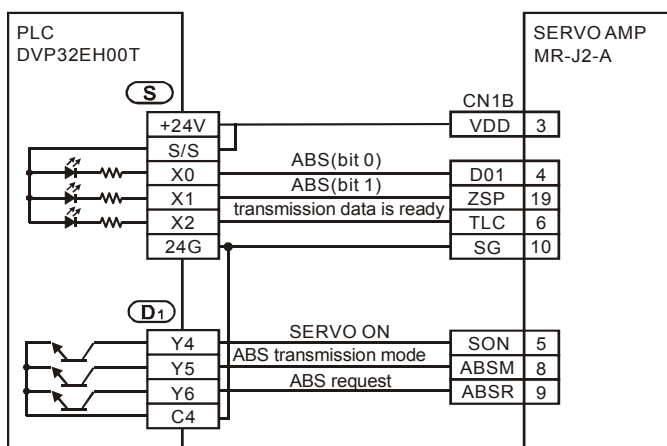 PLC
DVP32EH00T
SERVO AMP
MR-J2-A
S
CN1B
+24V
VDD 3
S/S
X0
ABS(bit 0)
D01 4
X1
ABS(bit 1)
ZSP 19
X2
transmission data is ready
TLC 6
24G
SG 10
D1
Y4
SERVO ON
SON 5
Y5
ABS transmission mode
ABSM 8
Y6
ABS request
ABSR 9
C4